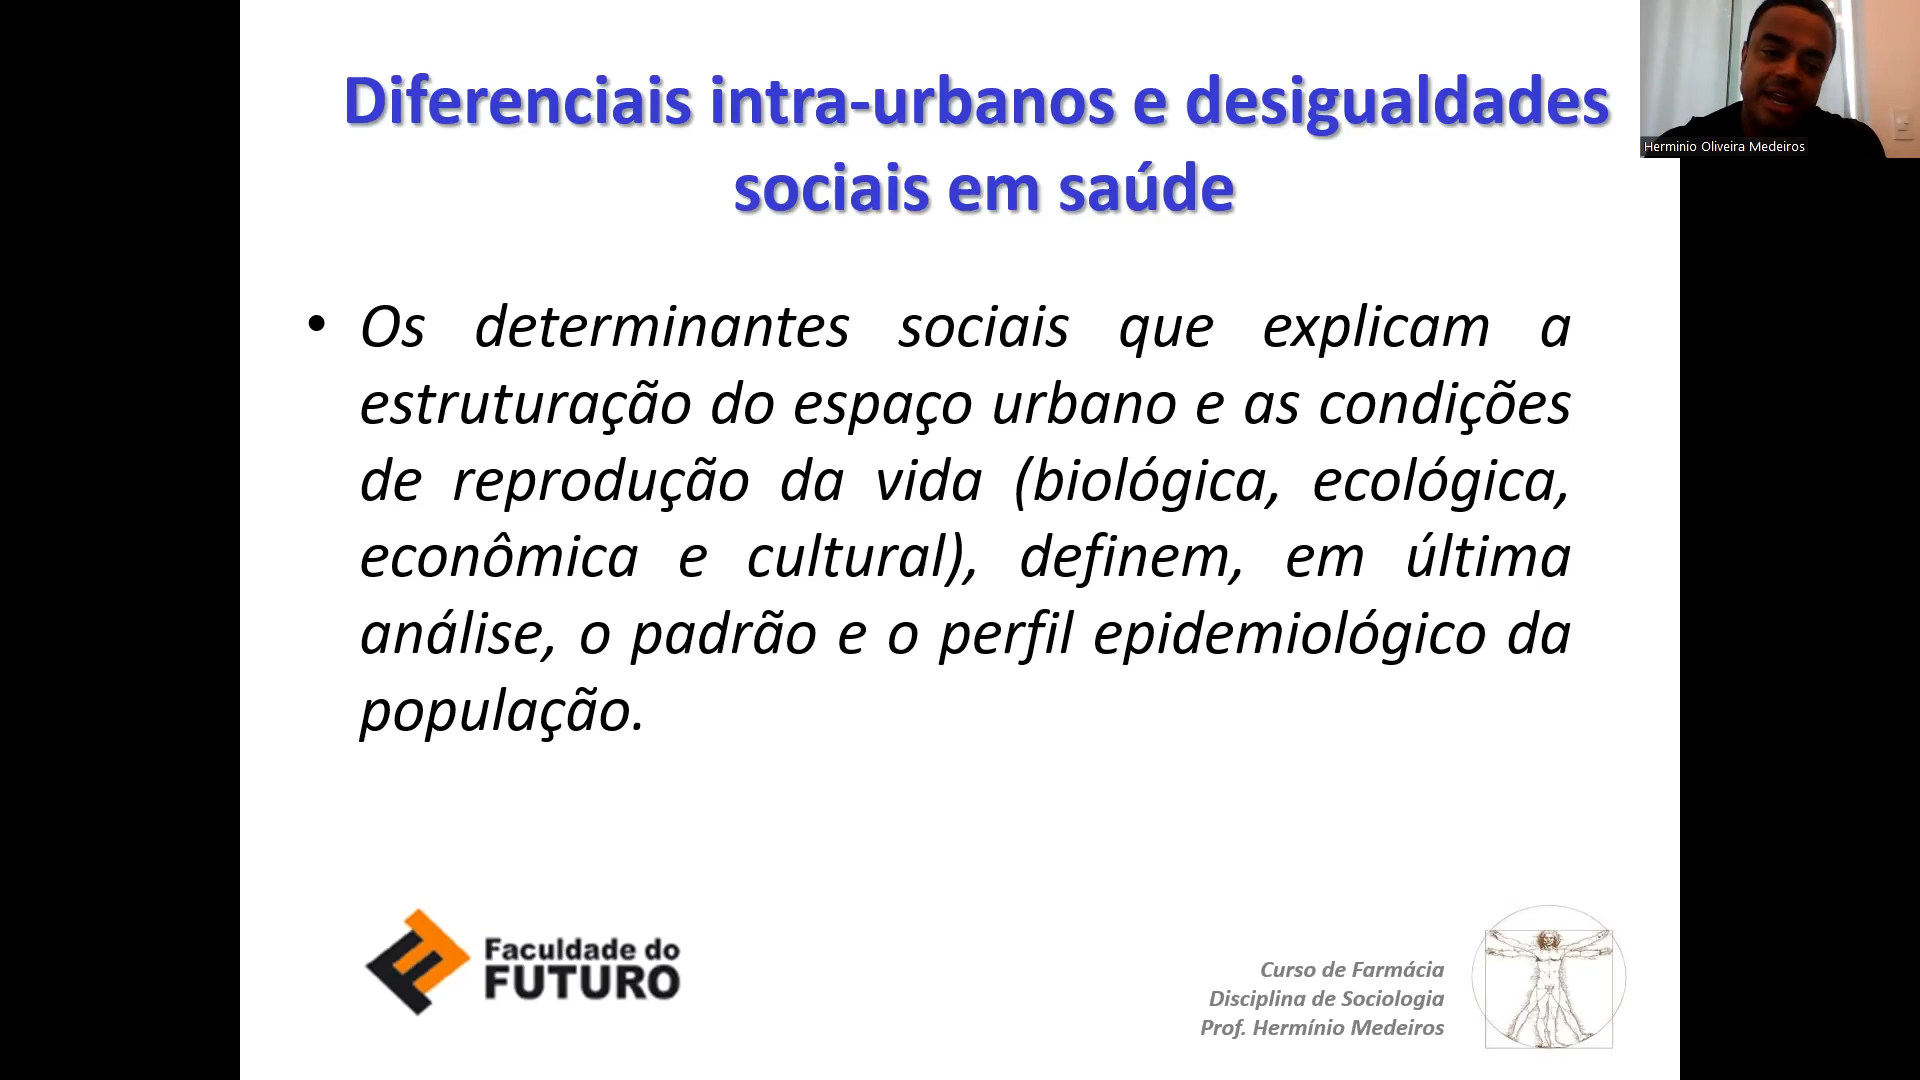 Diferenciais intra-urbanos e desigualdades
sociais em saúde
Herminio Oliveira Medeiros
• Os determinantes sociais que explicam a
estruturação do espaço urbano e as condições
de reprodução da vida (biológica, ecológica,
econômica e cultural), definem, em última
análise, o padrão e o perfil epidemiológico da
população.
Faculdade do
FUTURO
Curso de Farmácia
Disciplina de Sociologia
Prof. Hermínio Medeiros